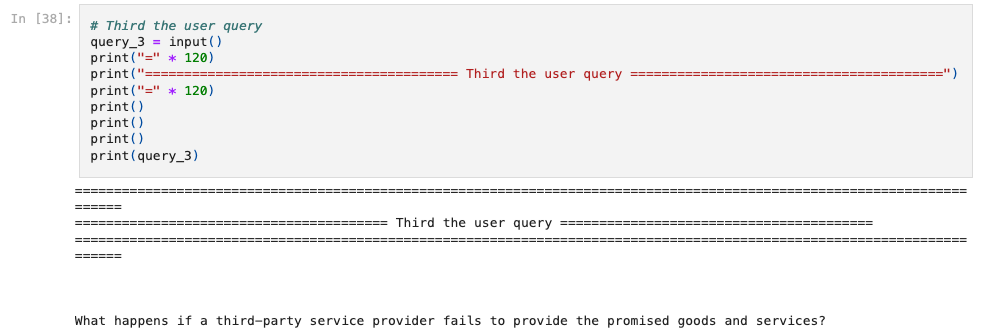 In [38]:
# Third the user query
query_3 = input()
print("=" * 120)
print("======================================== Third the user query ========================================")
print("=" * 120)
print()
print()
print()
print(query_3)
==================================================================================================================
======
======================================== Third the user query ========================================
==================================================================================================================
======
What happens if a third-party service provider fails to provide the promised goods and services?